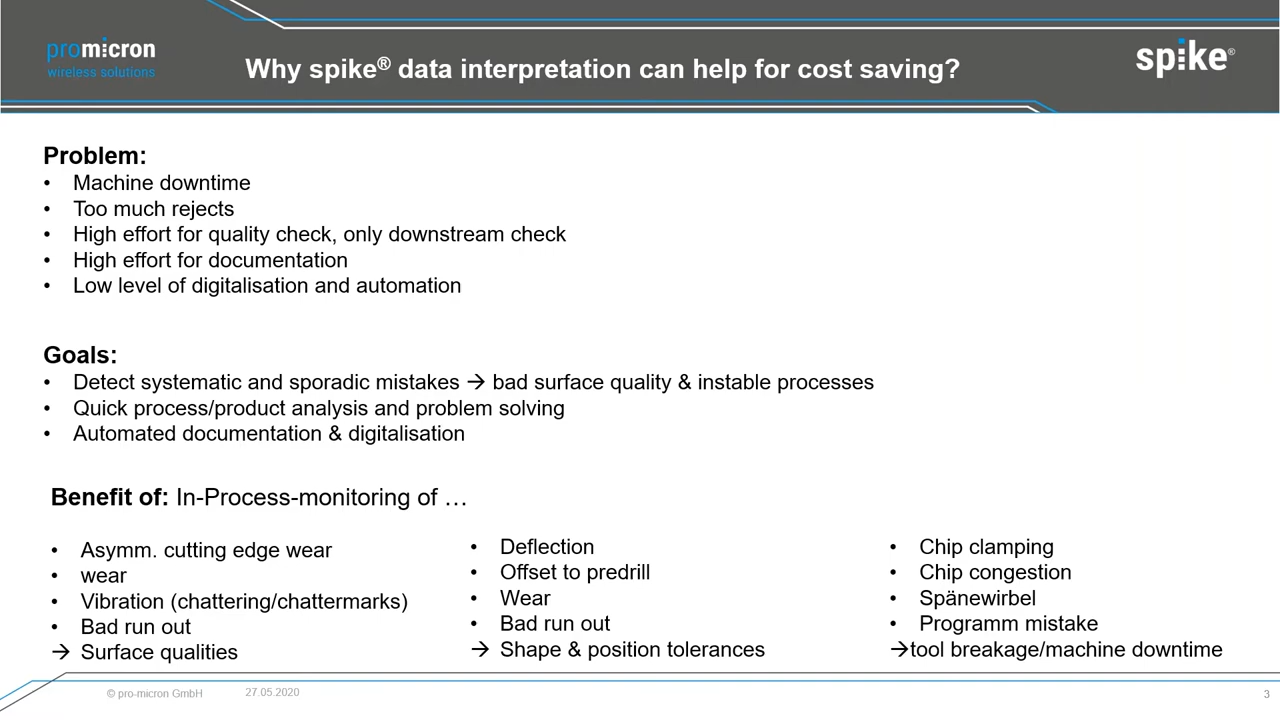 promicron
wireless solutions
Why spike® data interpretation can help for cost saving?
spike®
Problem:
• Machine downtime
• Too much rejects
• High effort for quality check, only downstream check
• High effort for documentation
• Low level of digitalisation and automation
Goals:
• Detect systematic and sporadic mistakes → bad surface quality & instable processes
• Quick process/product analysis and problem solving
• Automated documentation & digitalisation
Benefit of: In-Process-monitoring of …
• Asymm. cutting edge wear
• wear
• Vibration (chattering/chattermarks)
• Bad run out
→ Surface qualities
• Deflection
• Offset to predrill
• Wear
• Bad run out
→ Shape & position tolerances
• Chip clamping
• Chip congestion
• Spänewirbel
• Programm mistake
→tool breakage/machine downtime
© pro-micron GmbH
27.05.2020
3